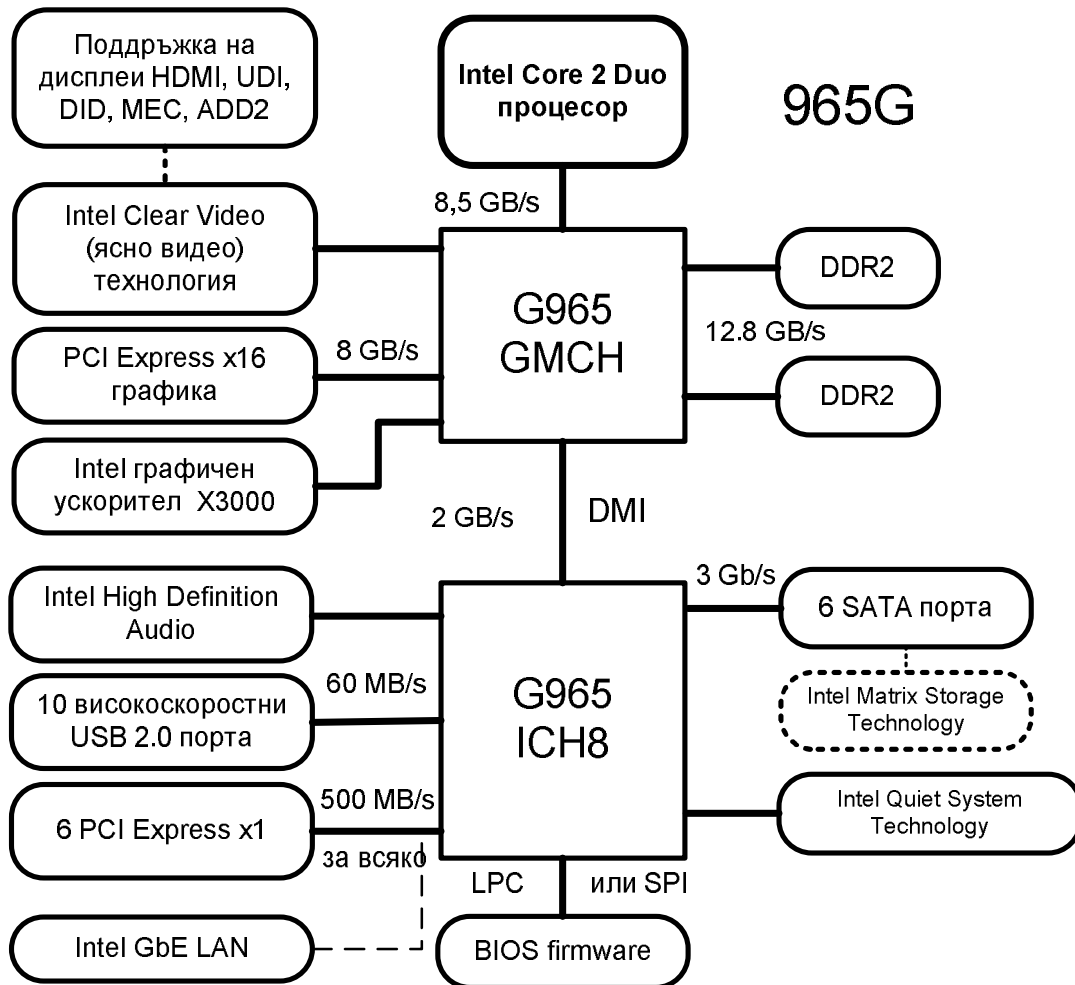 Поддръжка на
дисплеи HDMI, UDI,
DID, MEC, ADD2
Intel Core 2 Duo
процесор
965G
8,5 GB/s
Intel Clear Video
(ясно видео)
технология
G965
GMCH
DDR2
12.8 GB/s
DDR2
PCI Express x16
графика
8 GB/s
Intel графичен
ускорител X3000
2 GB/s
DMI
Intel High Definition
Audio
G965
ICH8
3 Gb/s
6 SATA порта
Intel Matrix Storage
Technology
60 MB/s
10 високоскоростни
USB 2.0 порта
500 MB/s
6 PCI Express x1
за всяко
Intel Quiet System
Technology
LPC
или SPI
Intel GbE LAN
BIOS firmware